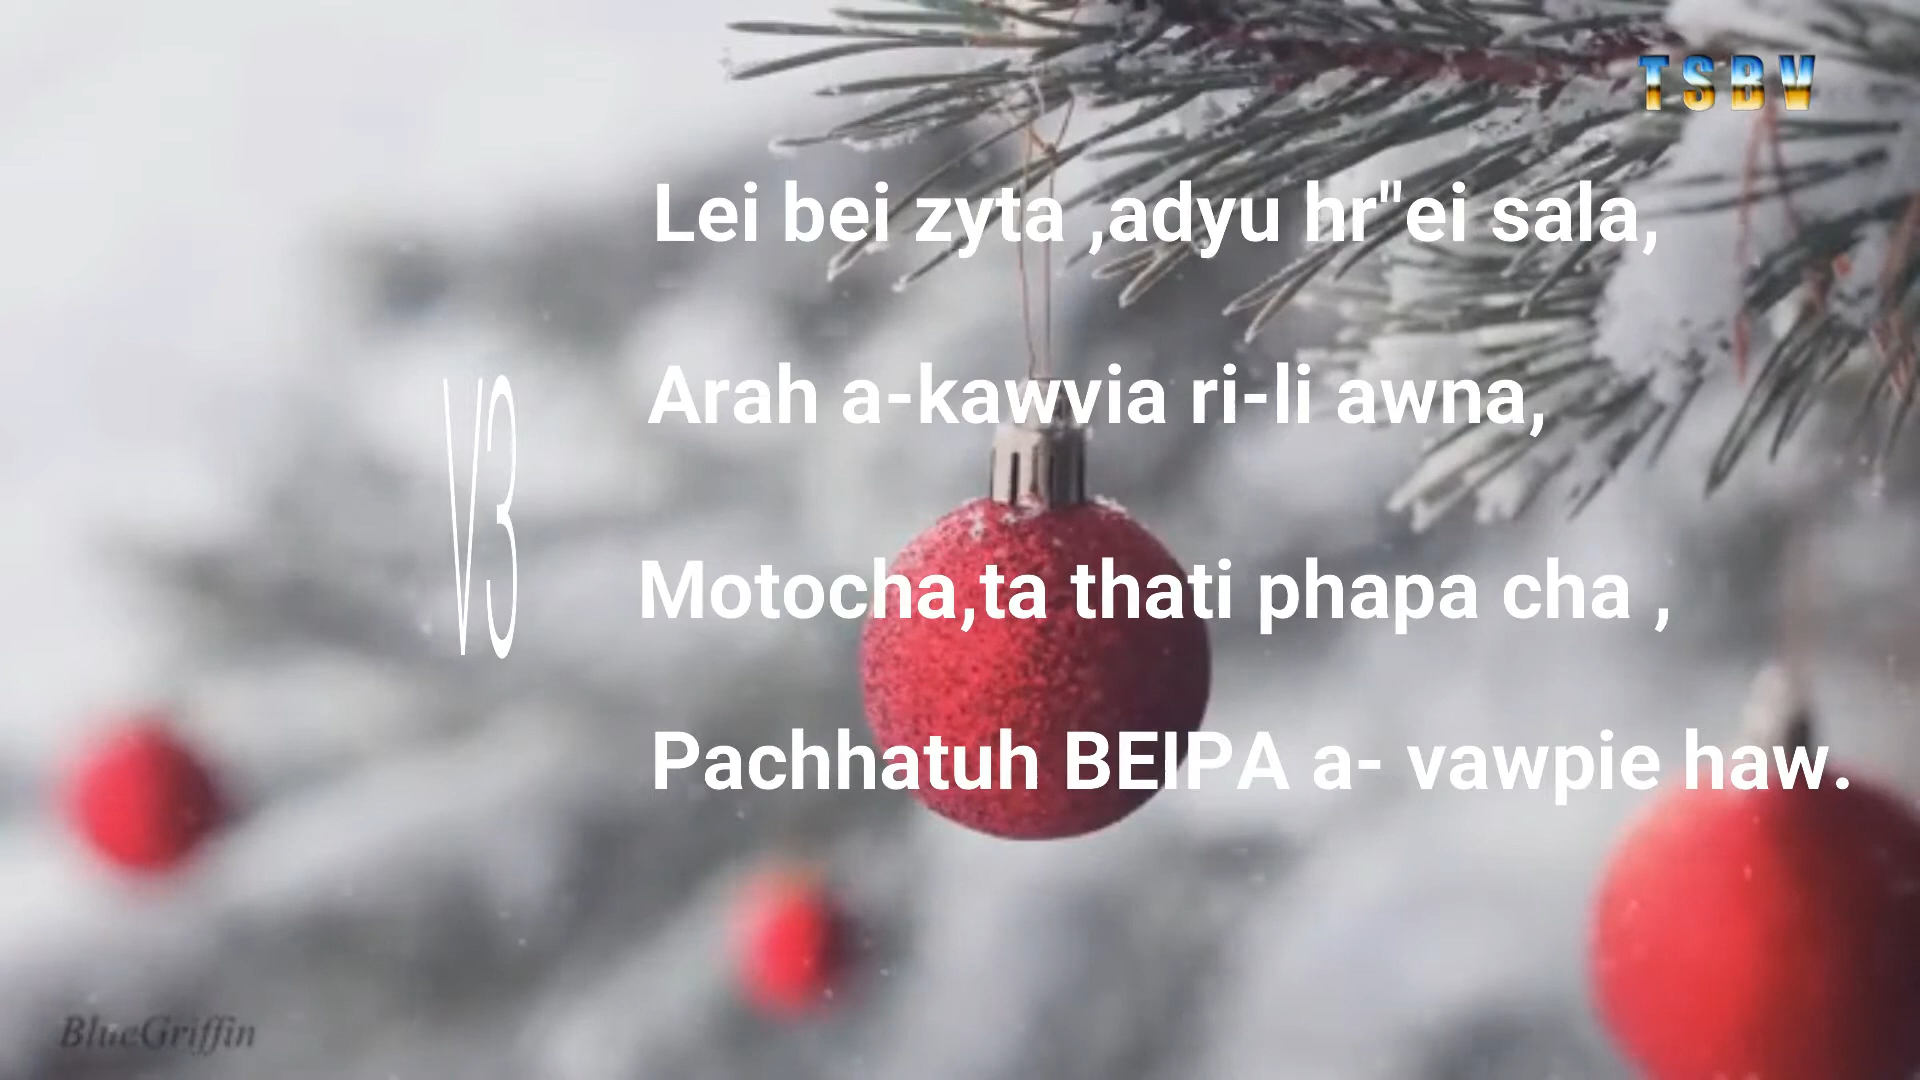 TSBV
Lei bei zyta ,adyu hr"ei sala,
Arah a-kawvia ri-li awna,
V3
Motocha,ta thati phapa cha ,
Pachhatuh BEIPA a- vawpie haw.
BlueGriffin